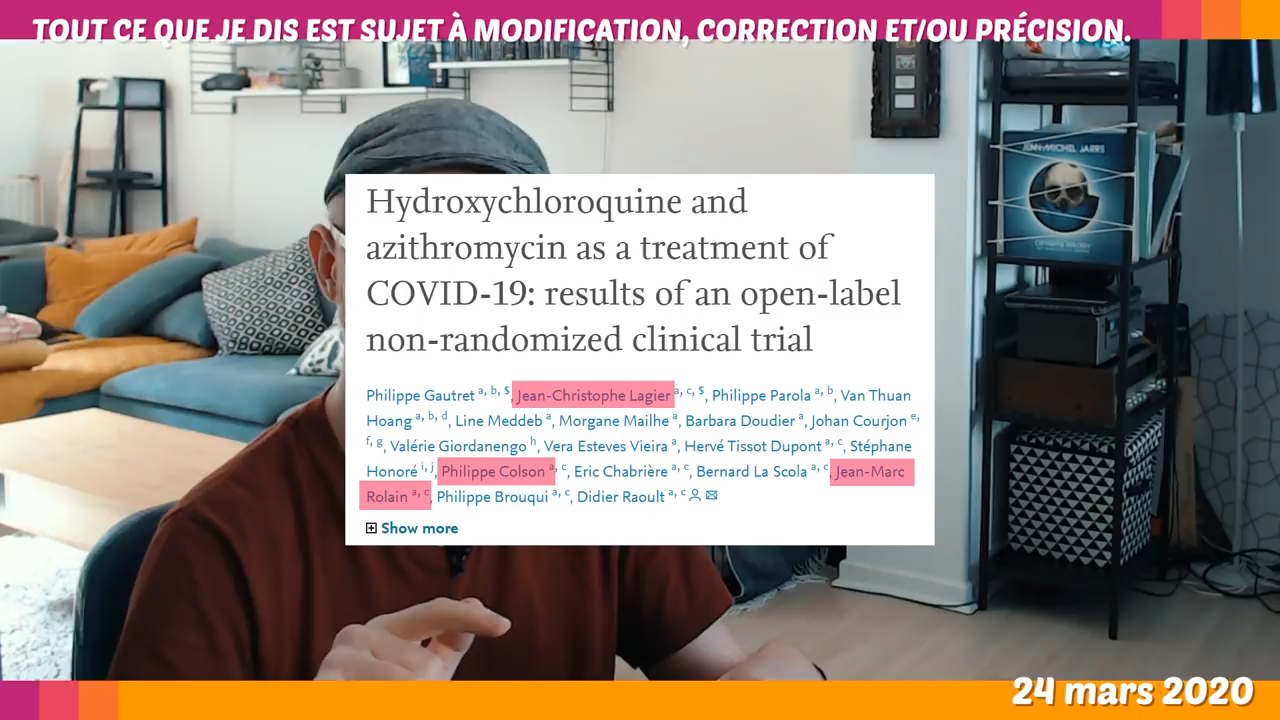 TOUT CE QUE JE DIS EST SUJET À MODIFICATION, CORRECTION ET/OU PRÉCISION.
JEAN-MICHEL JARRE
Hydroxychloroquine and
azithromycin as a treatment of
COVID-19: results of an open-label
non-randomized clinical trial
Philippe Gautret a, b, $, Jean-Christophe Lagier a, c, $, Philippe Parola a, b, Van Thuan
Hoang a, b, d, Line Meddeb a, Morgane Mailhe a, Barbara Doudier a, Johan Courjon e,
f, g, Valérie Giordanengo h, Vera Esteves Vieira a, Hervé Tissot Dupont a, c, Stéphane
Honoré i, j, Philippe Colson a, c, Eric Chabrière a, c, Bernard La Scola a, c, Jean-Marc
Rolain a, c, Philippe Brouqui a, c, Didier Raoult a, c
Show more
24 mars 2020